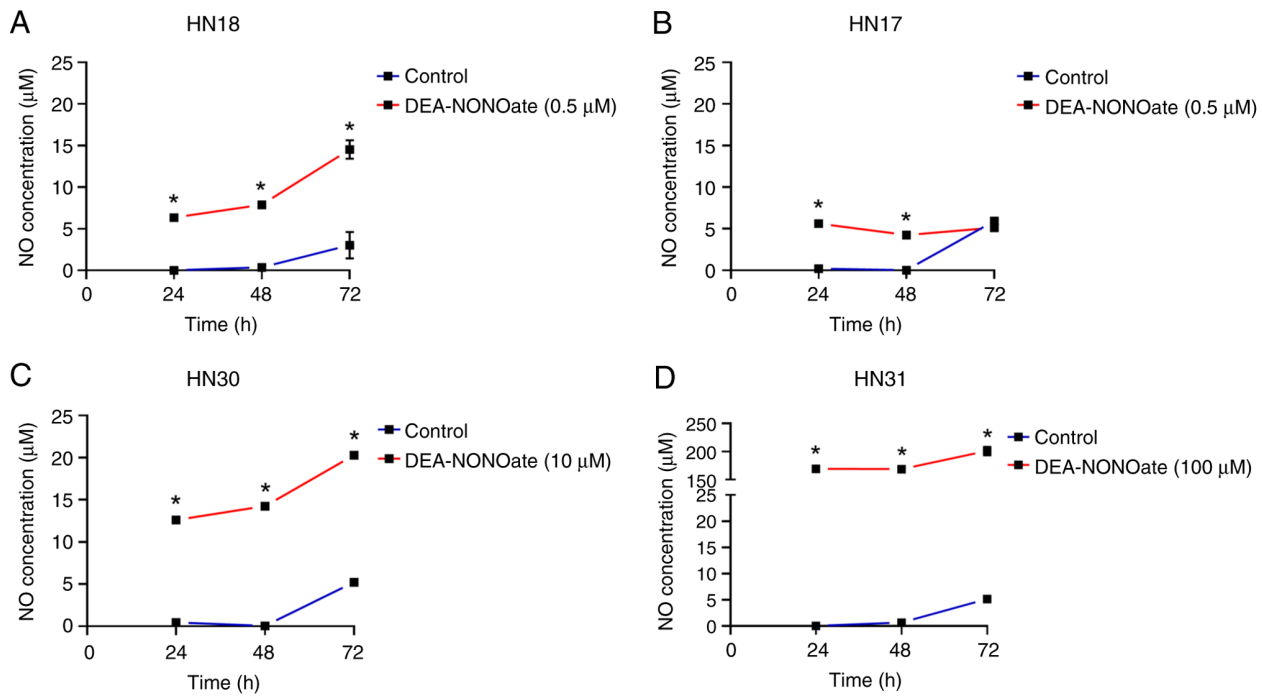 A
HN18
NO concentration (μM)
25
20
15
10
5
0
0
24
48
72
Time (h)
*
*
*
Control
DEA-NONOate (0.5 μM)
B
HN17
NO concentration (μM)
25
20
15
10
5
0
0
24
48
72
Time (h)
*
*
Control
DEA-NONOate (0.5 μM)
C
HN30
NO concentration (μM)
25
20
15
10
5
0
0
24
48
72
Time (h)
*
*
*
Control
DEA-NONOate (10 μM)
D
HN31
NO concentration (μM)
250
200
150
25
20
15
10
5
0
0
24
48
72
Time (h)
*
*
*
Control
DEA-NONOate (100 μM)